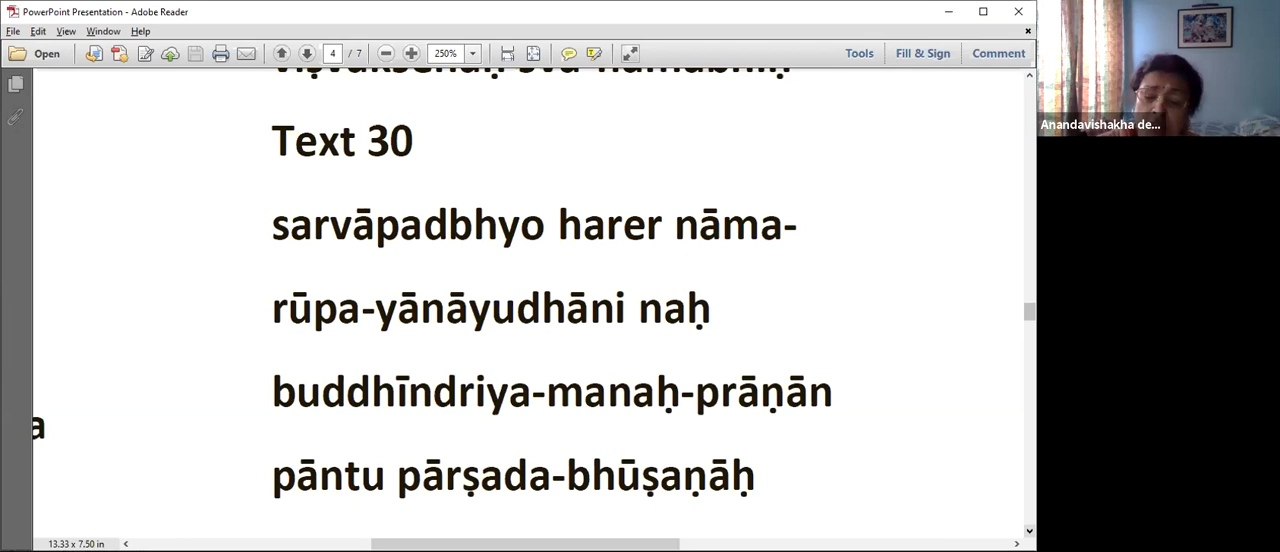 PowerPoint Presentation - Adobe Reader
File Edit View Window Help
Open 4 / 7 250% Tools Fill & Sign Comment
Text 30
sarvāpadbhyo harer nāma-
rūpa-yānāyudhāni naḥ
buddhīndriya-manaḥ-prāṇān
a
pāntu pārṣada-bhūṣaṇāḥ
13.33 x 7.50 in
Anandavishakha de...